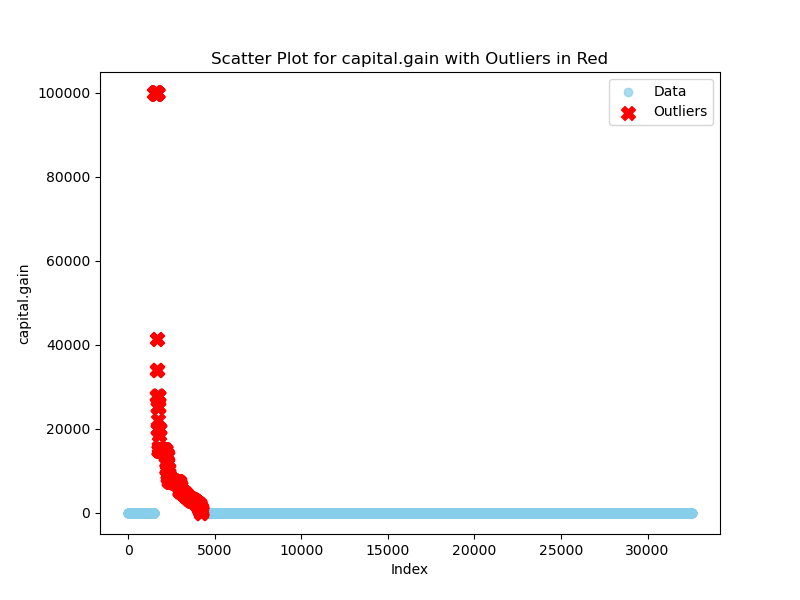 Scatter Plot for capital.gain with Outliers in Red
Data
Outliers
100000
80000
60000
40000
20000
0
capital.gain
0 5000 10000 15000 20000 25000 30000
Index